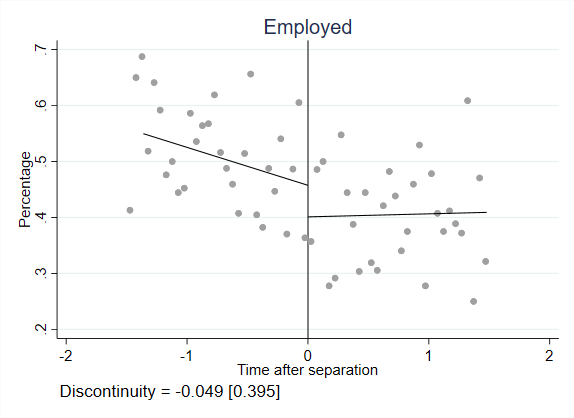 Employed
.7
.6
.5
.4
.3
.2
Percentage
-2 -1 0 1 2
Time after separation
Discontinuity = -0.049 [0.395]